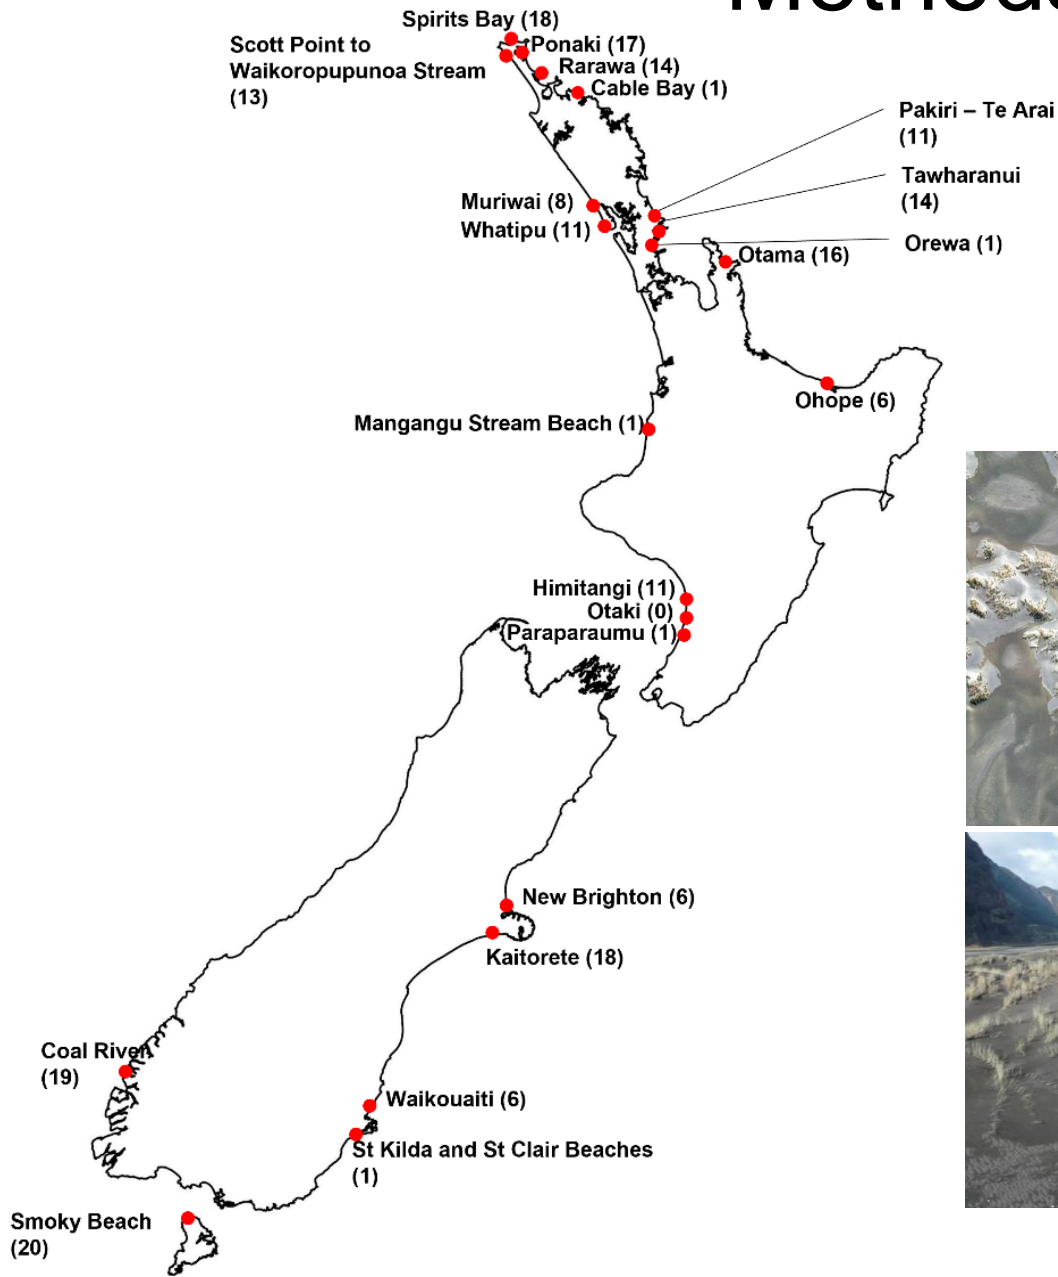 Spirits Bay (18)
Scott Point to
Waikoropupunoa Stream
(13)
Ponaki (17)
Rarawa (14)
Cable Bay (1)
Pakiri – Te Arai
(11)
Tawharanui
(14)
Muriwai (8)
Whatipu (11)
Orewa (1)
Otama (16)
Ohope (6)
Mangangu Stream Beach (1)
Himitangi (11)
Otaki (0)
Paraparaumu (1)
New Brighton (6)
Kaitorete (18)
Coal River
(19)
Waikouaiti (6)
St Kilda and St Clair Beaches
(1)
Smoky Beach
(20)